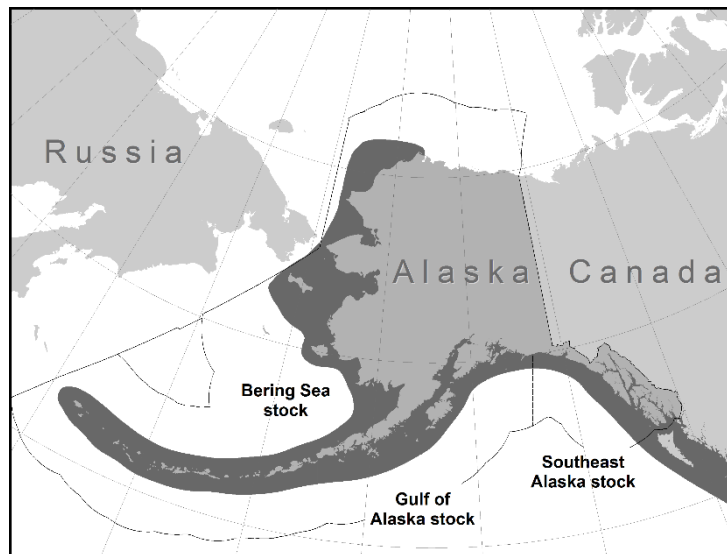 Russia
Alaska
Canada
Bering Sea
stock
Southeast
Alaska stock
Gulf of
Alaska stock